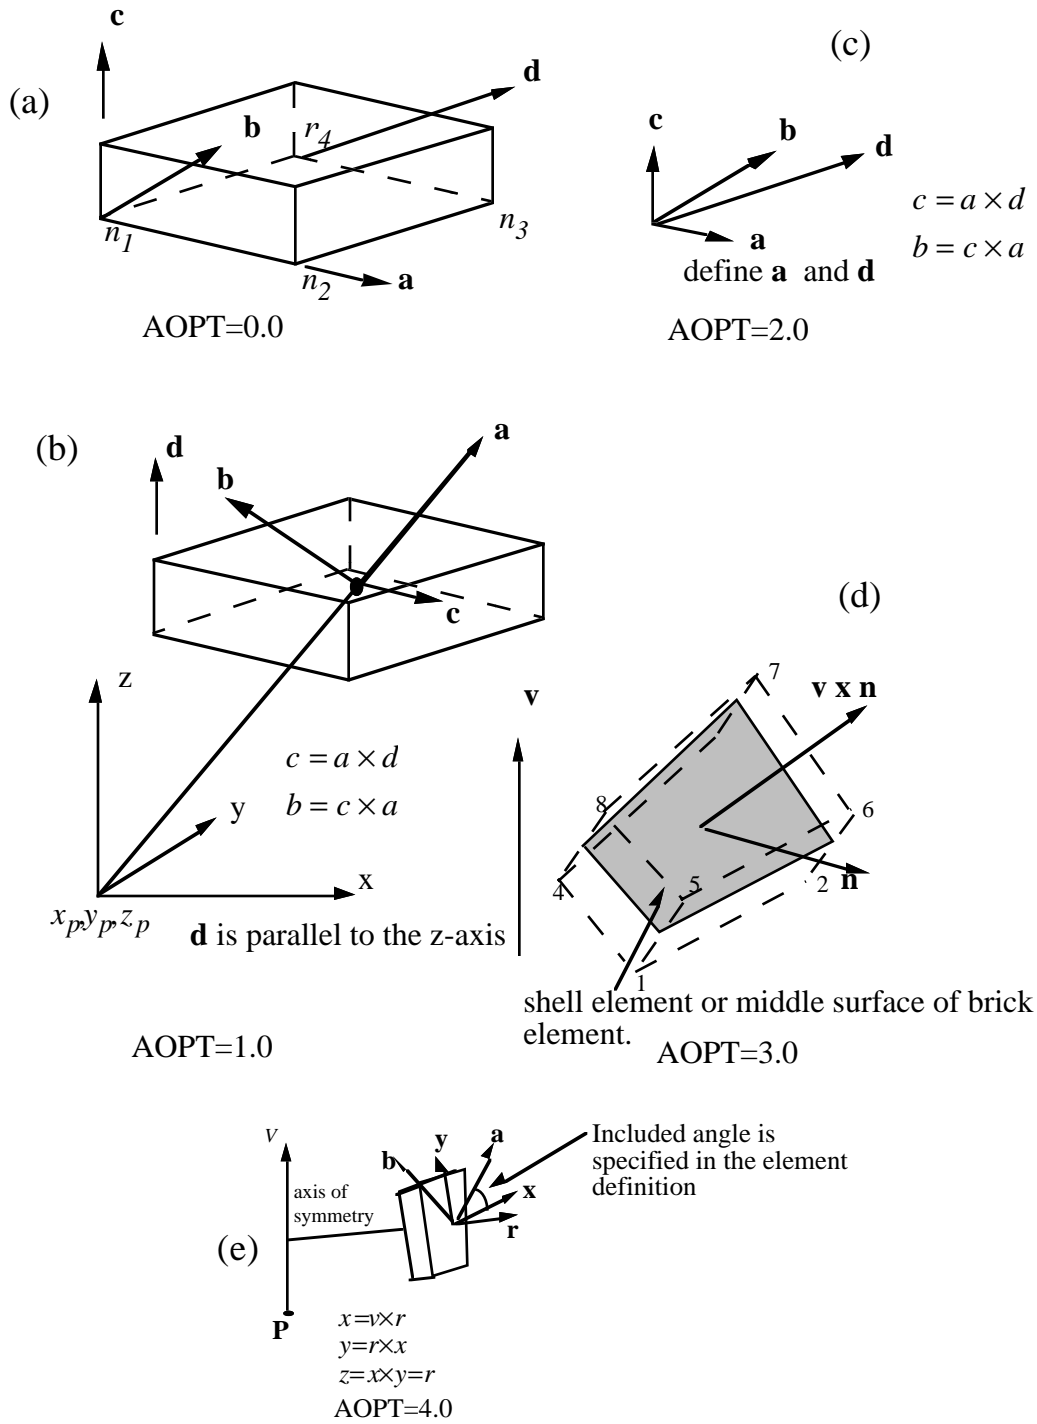 (a)
c
b
r4
d
n1
n2
n3
a
AOPT=0.0
(c)
c
b
d
a
c = a × d
b = c × a
define a and d
AOPT=2.0
(b)
d
b
a
c
z
y
x
c = a × d
b = c × a
xp,yp,zp
d is parallel to the z-axis
AOPT=1.0
(d)
v
7
v x n
8
6
4
5
2
n
1
shell element or middle surface of brick
element.
AOPT=3.0
(e)
V
axis of
symmetry
P
b
y
a
x
r
Included angle is
specified in the element
definition
x=v×r
y=r×x
z=x×y=r
AOPT=4.0